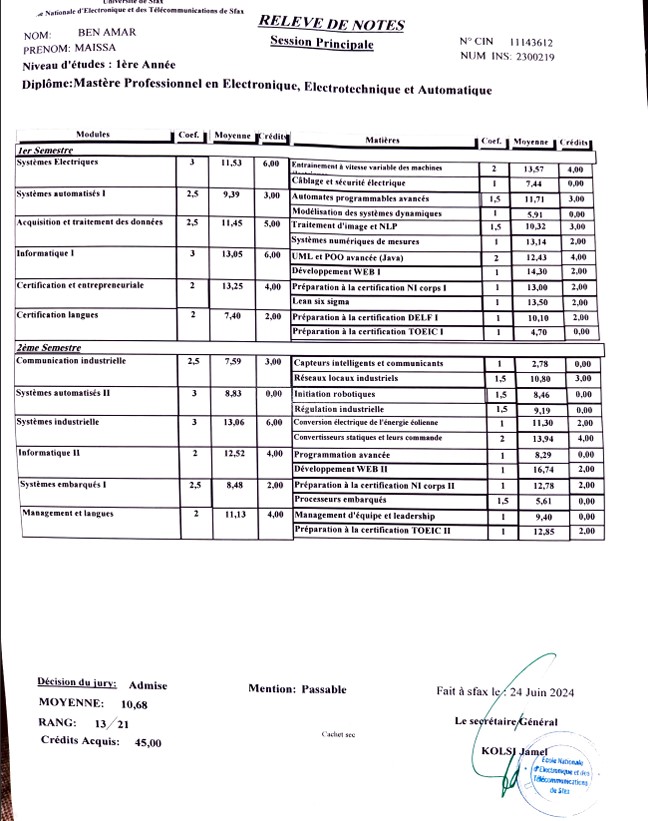 Université de Sfax
Nationale d'Electronique et des Télécommunications de Sfax
RELEVE DE NOTES
Session Principale
NOM: BEN AMAR
PRENOM: MAISSA
N° CIN 11143612
NUM INS: 2300219
Niveau d'études : 1ère Année
Diplôme:Mastère Professionnel en Electronique, Electrotechnique et Automatique
Modules Coef. Moyenne Crédits Matières Coef. Moyenne Crédits
1er Semestre
Systèmes Electriques 3 11,53 6,00 Entrainement à vitesse variable des machines 2 13,57 4,00
Câblage et sécurité électrique 1 7,44 0,00
Systèmes automatisés I 2,5 9,39 3,00 Automates programmables avancés 1,5 11,71 3,00
Modélisation des systèmes dynamiques 1 5,91 0,00
Acquisition et traitement des données 2,5 11,45 5,00 Traitement d'image et NLP 1,5 10,32 3,00
Systèmes numériques de mesures 1 13,14 2,00
Informatique I 3 13,05 6,00 UML et POO avancée (Java) 2 12,43 4,00
Développement WEB I 1 14,30 2,00
Certification et entrepreneuriale 2 13,25 4,00 Préparation à la certification NI corps I 1 13,00 2,00
Lean six sigma 1 13,50 2,00
Certification langues 2 7,40 2,00 Préparation à la certification DELF I 1 10,10 2,00
Préparation à la certification TOEIC I 1 4,70 0,00
2ème Semestre
Communication industrielle 2,5 7,59 3,00 Capteurs intelligents et communicants 1 2,78 0,00
Réseaux locaux industriels 1,5 10,80 3,00
Systèmes automatisés II 3 8,83 0,00 Initiation robotiques 1,5 8,46 0,00
Régulation industrielle 1,5 9,19 0,00
Systèmes industrielle 3 13,06 6,00 Conversion électrique de l'énergie éolienne 1 11,30 2,00
Convertisseurs statiques et leurs commande 2 13,94 4,00
Informatique II 2 12,52 4,00 Programmation avancée 1 8,29 0,00
Développement WEB II 1 16,74 2,00
Systèmes embarqués I 2,5 8,48 2,00 Préparation à la certification NI corps II 1 12,78 2,00
Processeurs embarqués 1,5 5,61 0,00
Management et langues 2 11,13 4,00 Management d'équipe et leadership 1 9,40 0,00
Préparation à la certification TOEIC II 1 12,85 2,00
Décision du jury: Admise
Mention: Passable
Fait à sfax le : 24 Juin 2024
MOYENNE: 10,68
RANG: 13/21
Crédits Acquis: 45,00
Cachet sec
Le secrétaire Général
KOLSI Jamel
Ecole Nationale
d'Electronique et des
Télécommunications
de Sfax